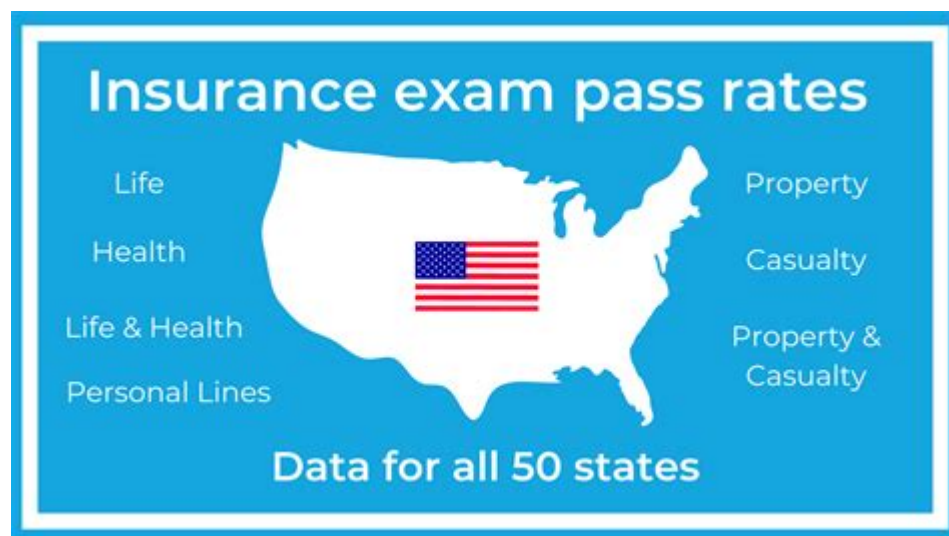 Insurance exam pass rates
Life
Health
Life & Health
Personal Lines
Property
Casualty
Property &
Casualty
Data for all 50 states